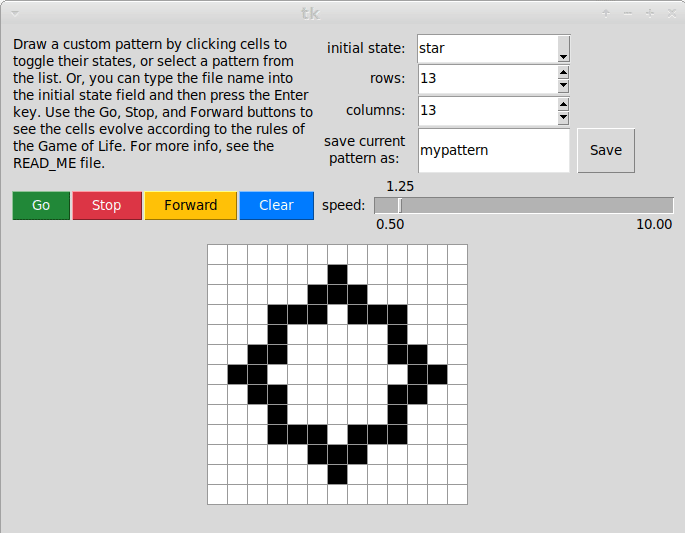 tk
Draw a custom pattern by clicking cells to
toggle their states, or select a pattern from
the list. Or, you can type the file name into
the initial state field and then press the Enter
key. Use the Go, Stop, and Forward buttons to
see the cells evolve according to the rules of
the Game of Life. For more info, see the
READ_ME file.
initial state: star
rows: 13
columns: 13
save current
pattern as: mypattern Save
Go Stop Forward Clear
speed: 1.25
0.50 10.00